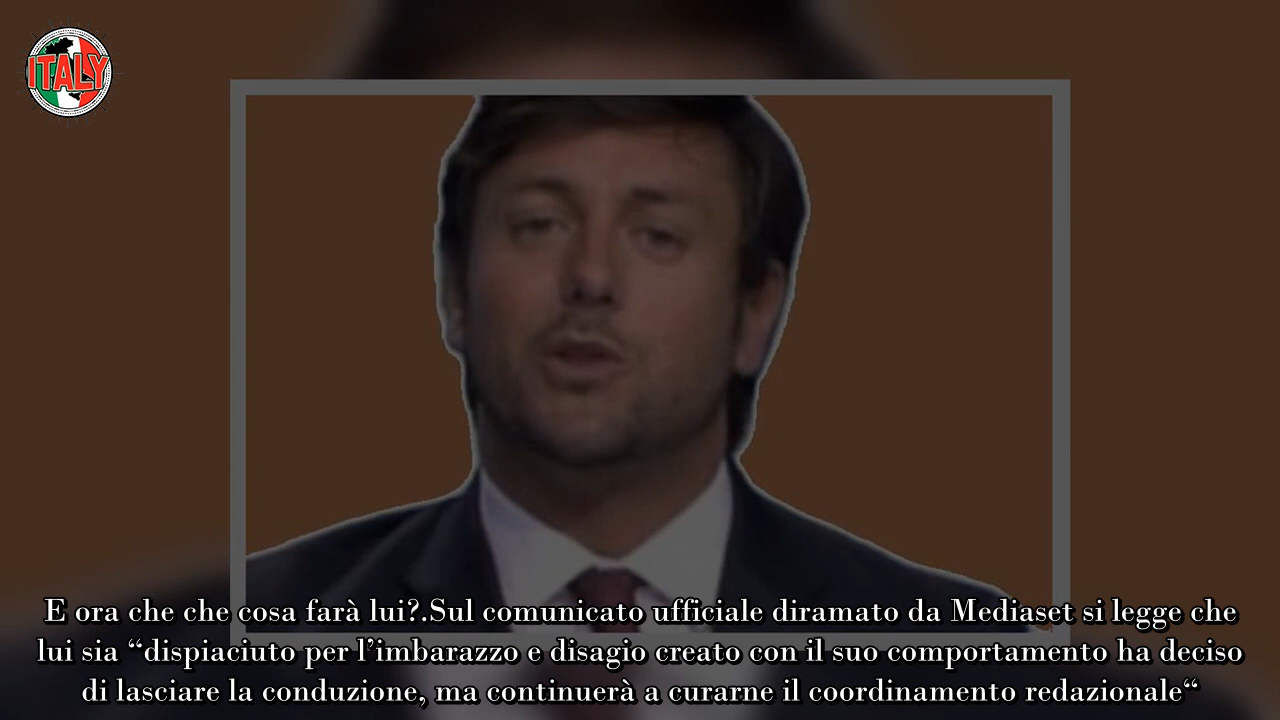 ITALY
E ora che che cosa farà lui?.Sul comunicato ufficiale diramato da Mediaset si legge che
lui sia “dispiaciuto per l’imbarazzo e disagio creato con il suo comportamento ha deciso
di lasciare la conduzione, ma continuerà a curarne il coordinamento redazionale“